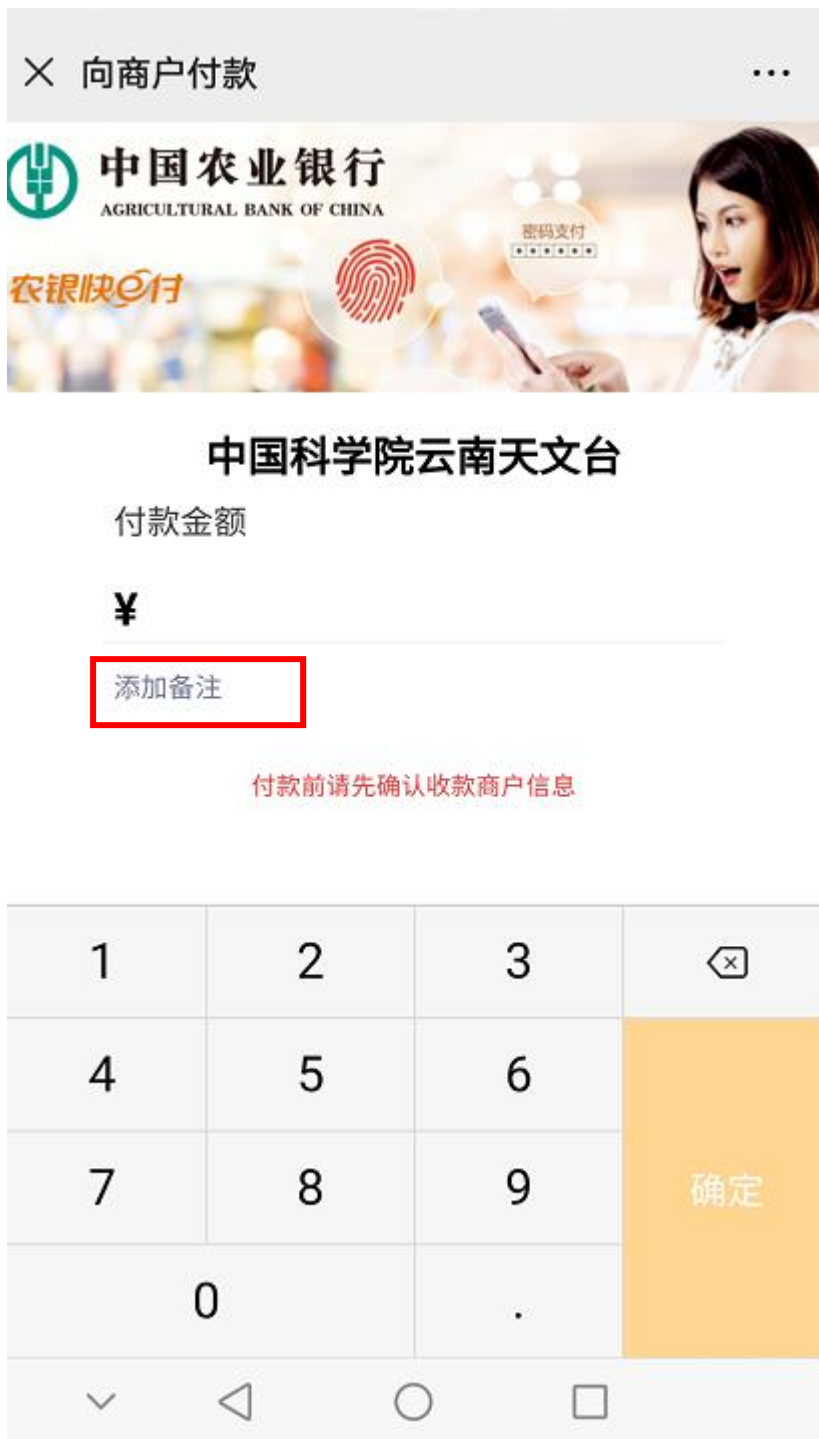 向商户付款
中国农业银行
AGRICULTURAL BANK OF CHINA
密码支付
农银快e付
中国科学院云南天文台
付款金额
¥
添加备注
付款前请先确认收款商户信息
1 2 3
4 5 6
7 8 9 确定
0 .